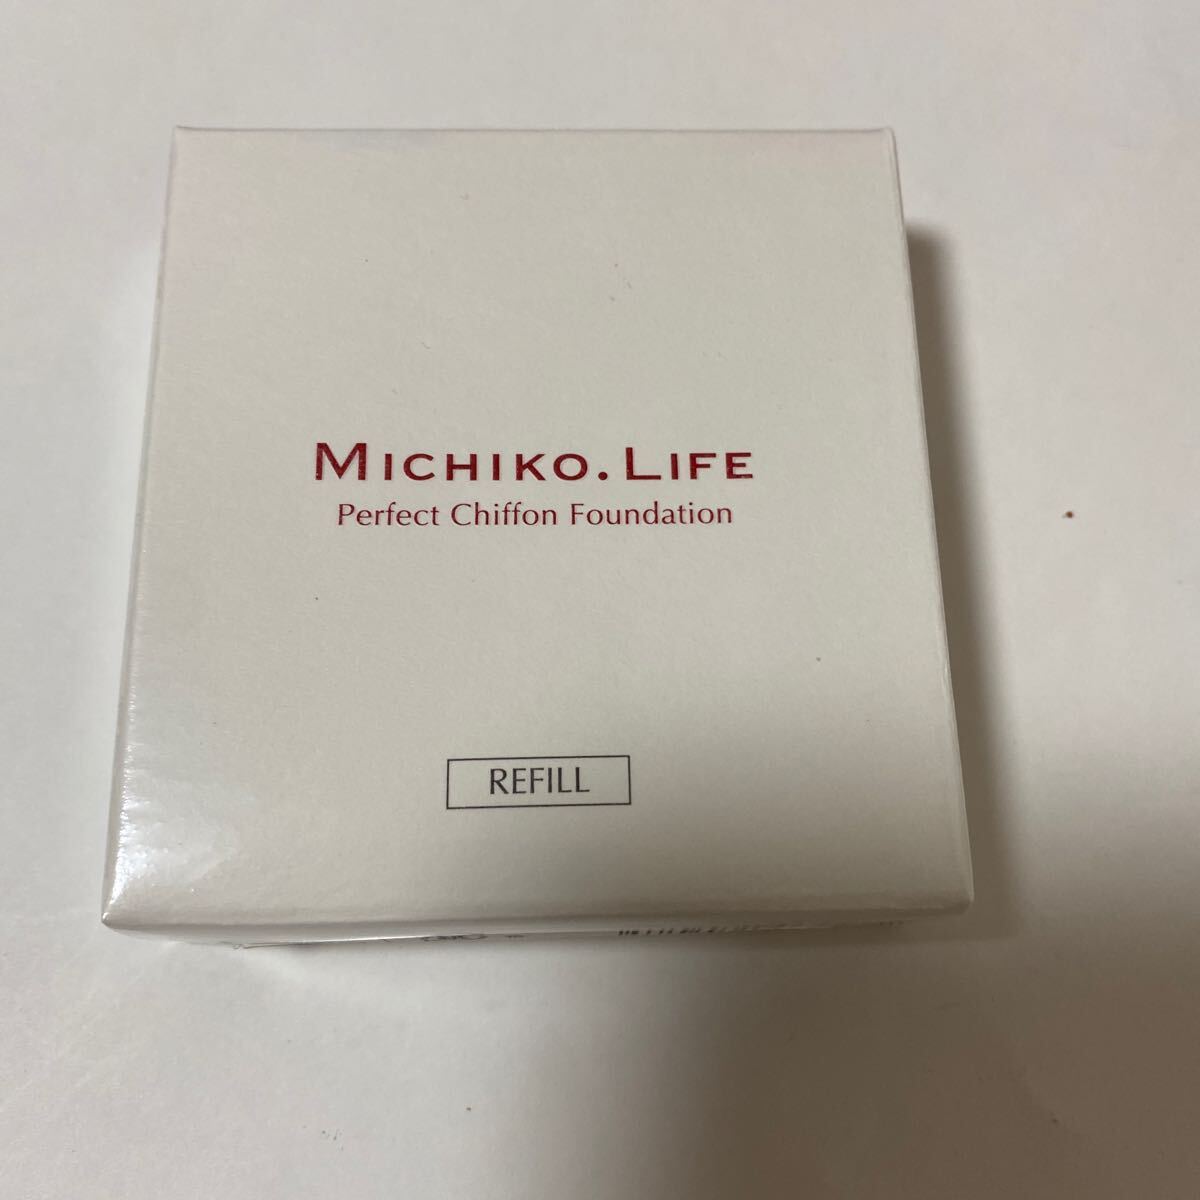 MICHIKO.LIFE
Perfect Chiffon Foundation
REFILL